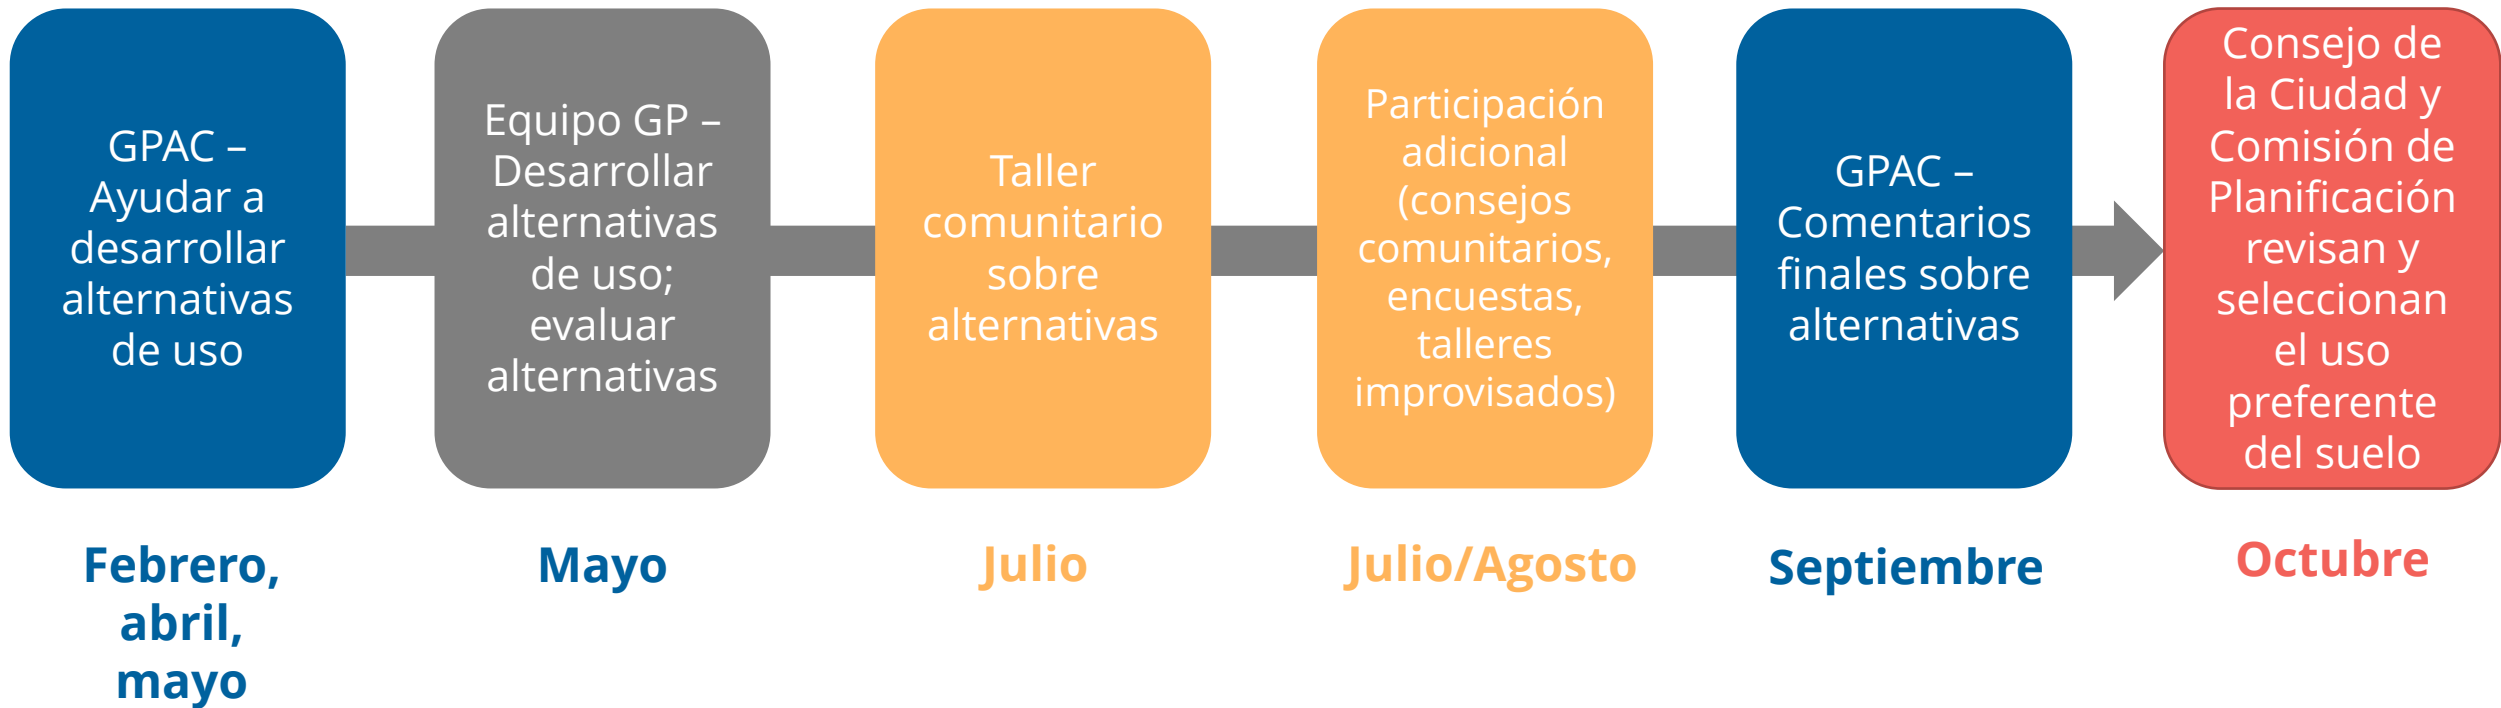 GPAC –
Ayudar a
desarrollar
alternativas
de uso
Equipo GP –
Desarrollar
alternativas
de uso;
evaluar
alternativas
Taller
comunitario
sobre
alternativas
Participación
adicional
(consejos
comunitarios,
encuestas,
talleres
improvisados)
GPAC –
Comentarios
finales sobre
alternativas
Consejo de
la Ciudad y
Comisión de
Planificación
revisan y
seleccionan
el uso
preferente
del suelo
Febrero,
abril,
mayo
Mayo
Julio
Julio/Agosto
Septiembre
Octubre